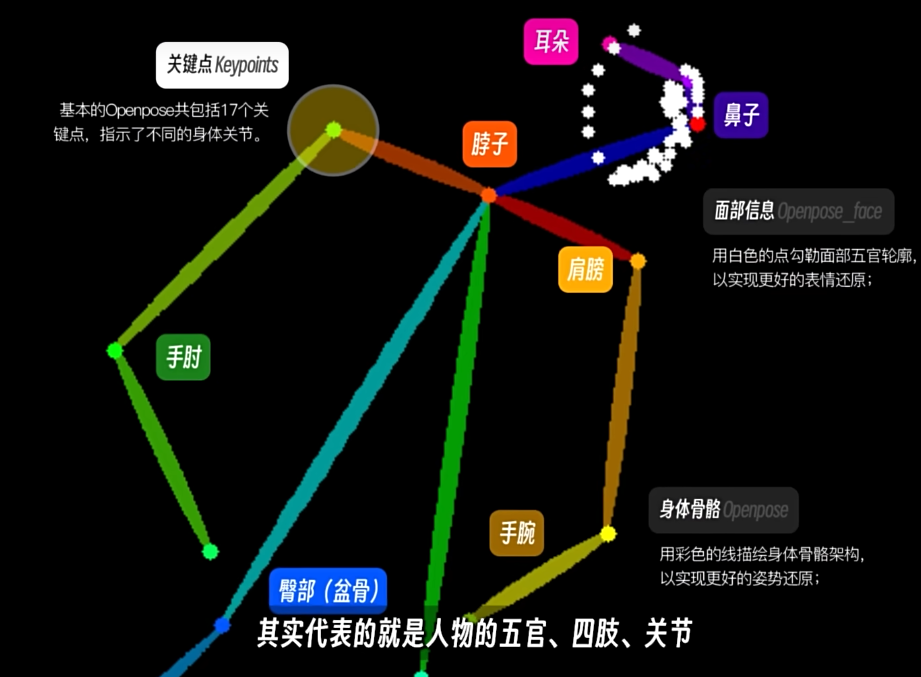 耳朵
关键点 Keypoints
基本的Openpose共包括17个关
键点，指示了不同的身体关节。
鼻子
脖子
面部信息 Openpose_face
用白色的点勾勒面部五官轮廓，
以实现更好的表情还原；
肩膀
手肘
身体骨骼 Openpose
手腕
用彩色的线描绘身体骨骼架构，
以实现更好的姿势还原；
臀部（盆骨）
其实代表的就是人物的五官、四肢、关节